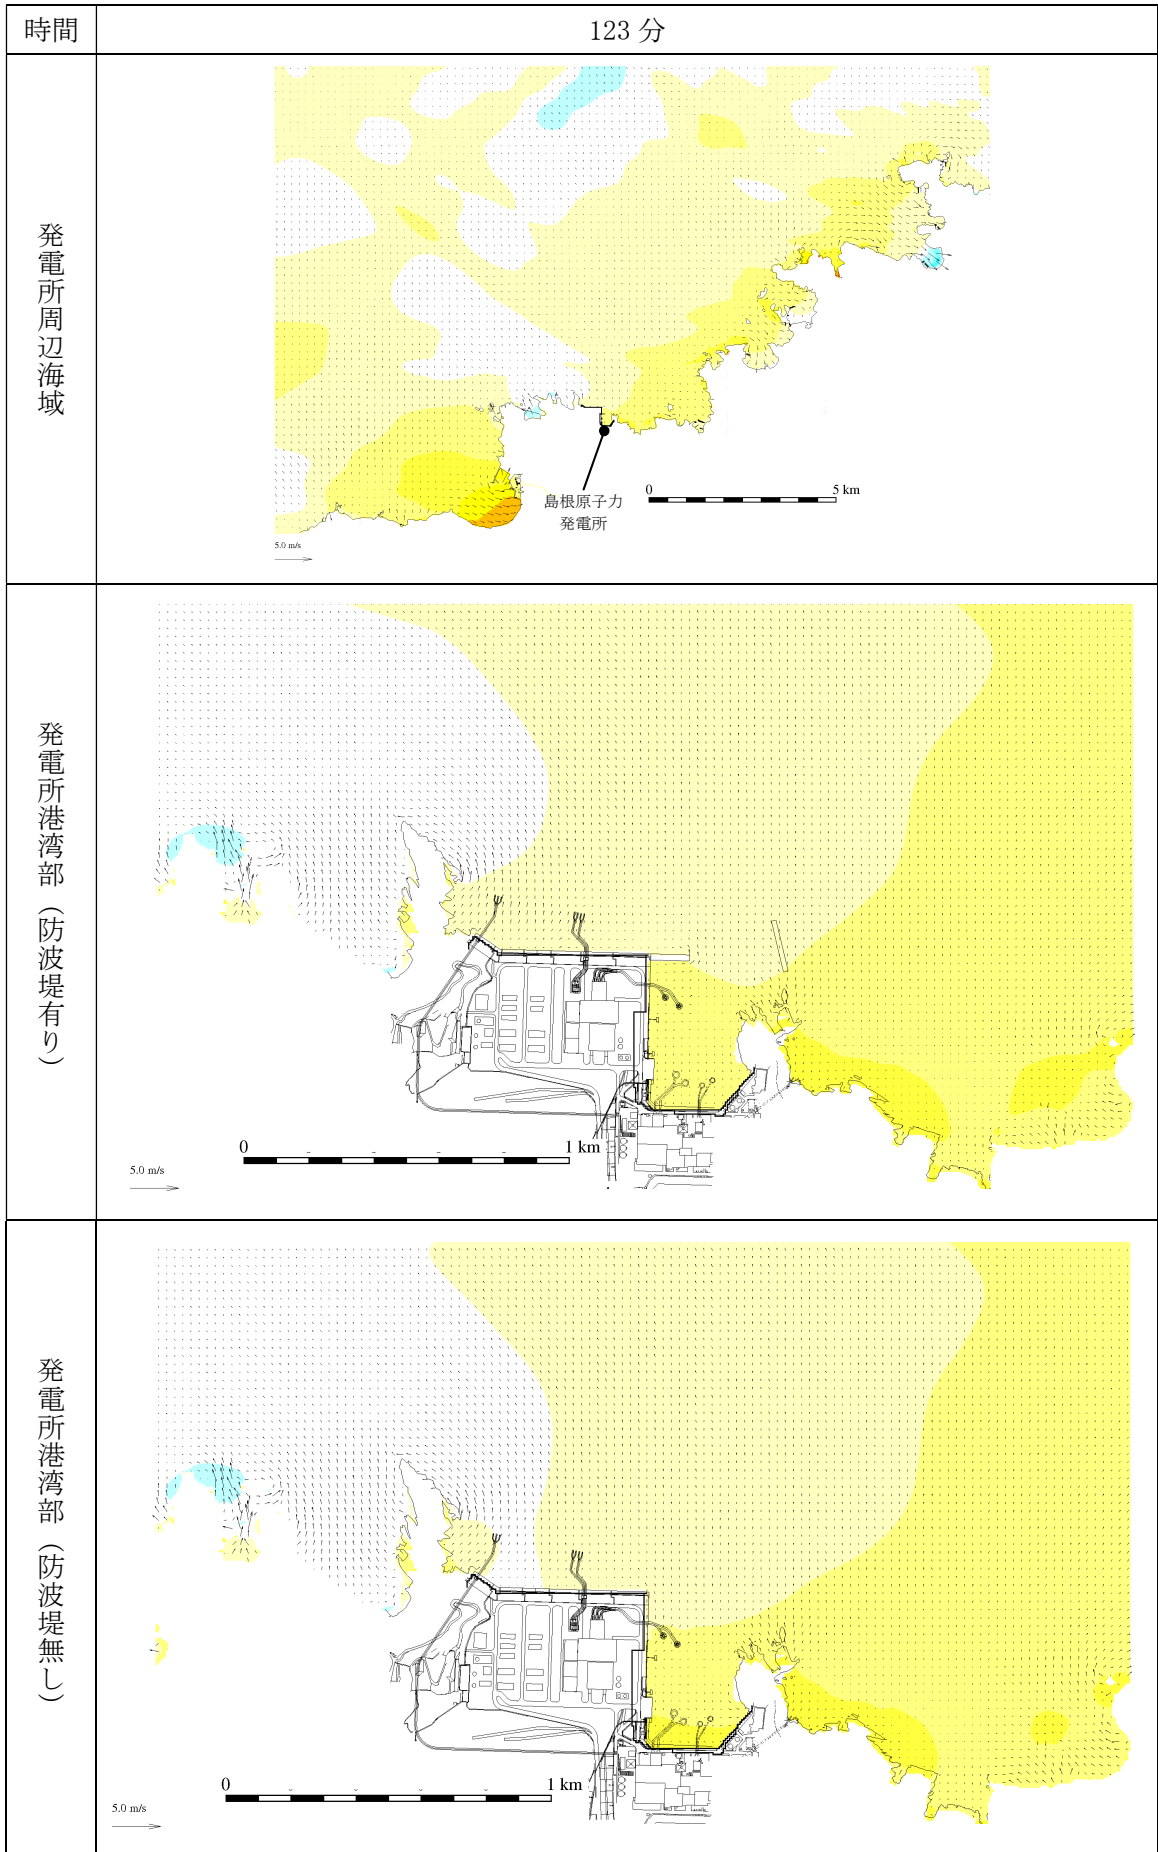 時間
123 分
発電所周辺海域
島根原子力
発電所
0 5 km
5.0 m/s
発電所港湾部（防波堤有り）
0 1 km
5.0 m/s
発電所港湾部（防波堤無し）
0 1 km
5.0 m/s